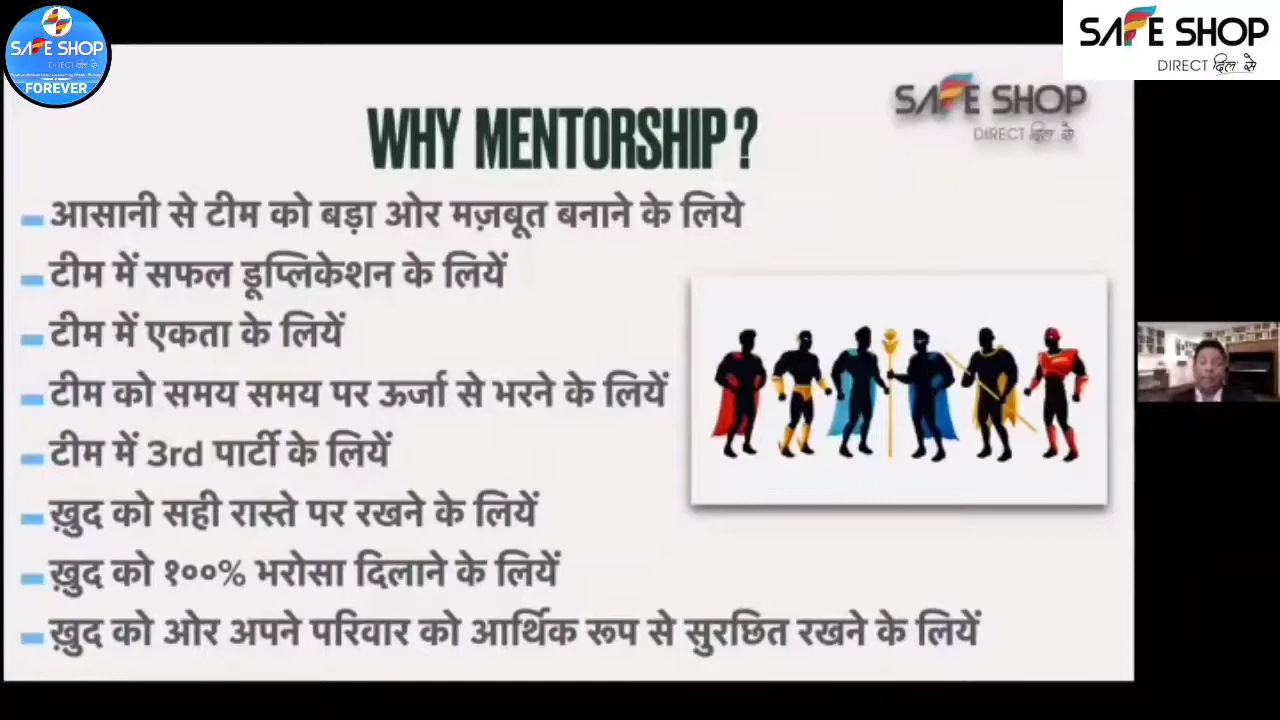 SAFE SHOP
DIRECT दिल से
FOREVER
SAFE SHOP
DIRECT दिल से
SAFE SHOP
DIRECT दिल से
WHY MENTORSHIP?
आसानी से टीम को बड़ा ओर मज़बूत बनाने के लिये
टीम में सफल डूप्लिकेशन के लियें
टीम में एकता के लियें
टीम को समय समय पर ऊर्जा से भरने के लियें
टीम में 3rd पार्टी के लियें
ख़ुद को सही रास्ते पर रखने के लियें
ख़ुद को १००% भरोसा दिलाने के लियें
ख़ुद को ओर अपने परिवार को आर्थिक रूप से सुरछित रखने के लियें